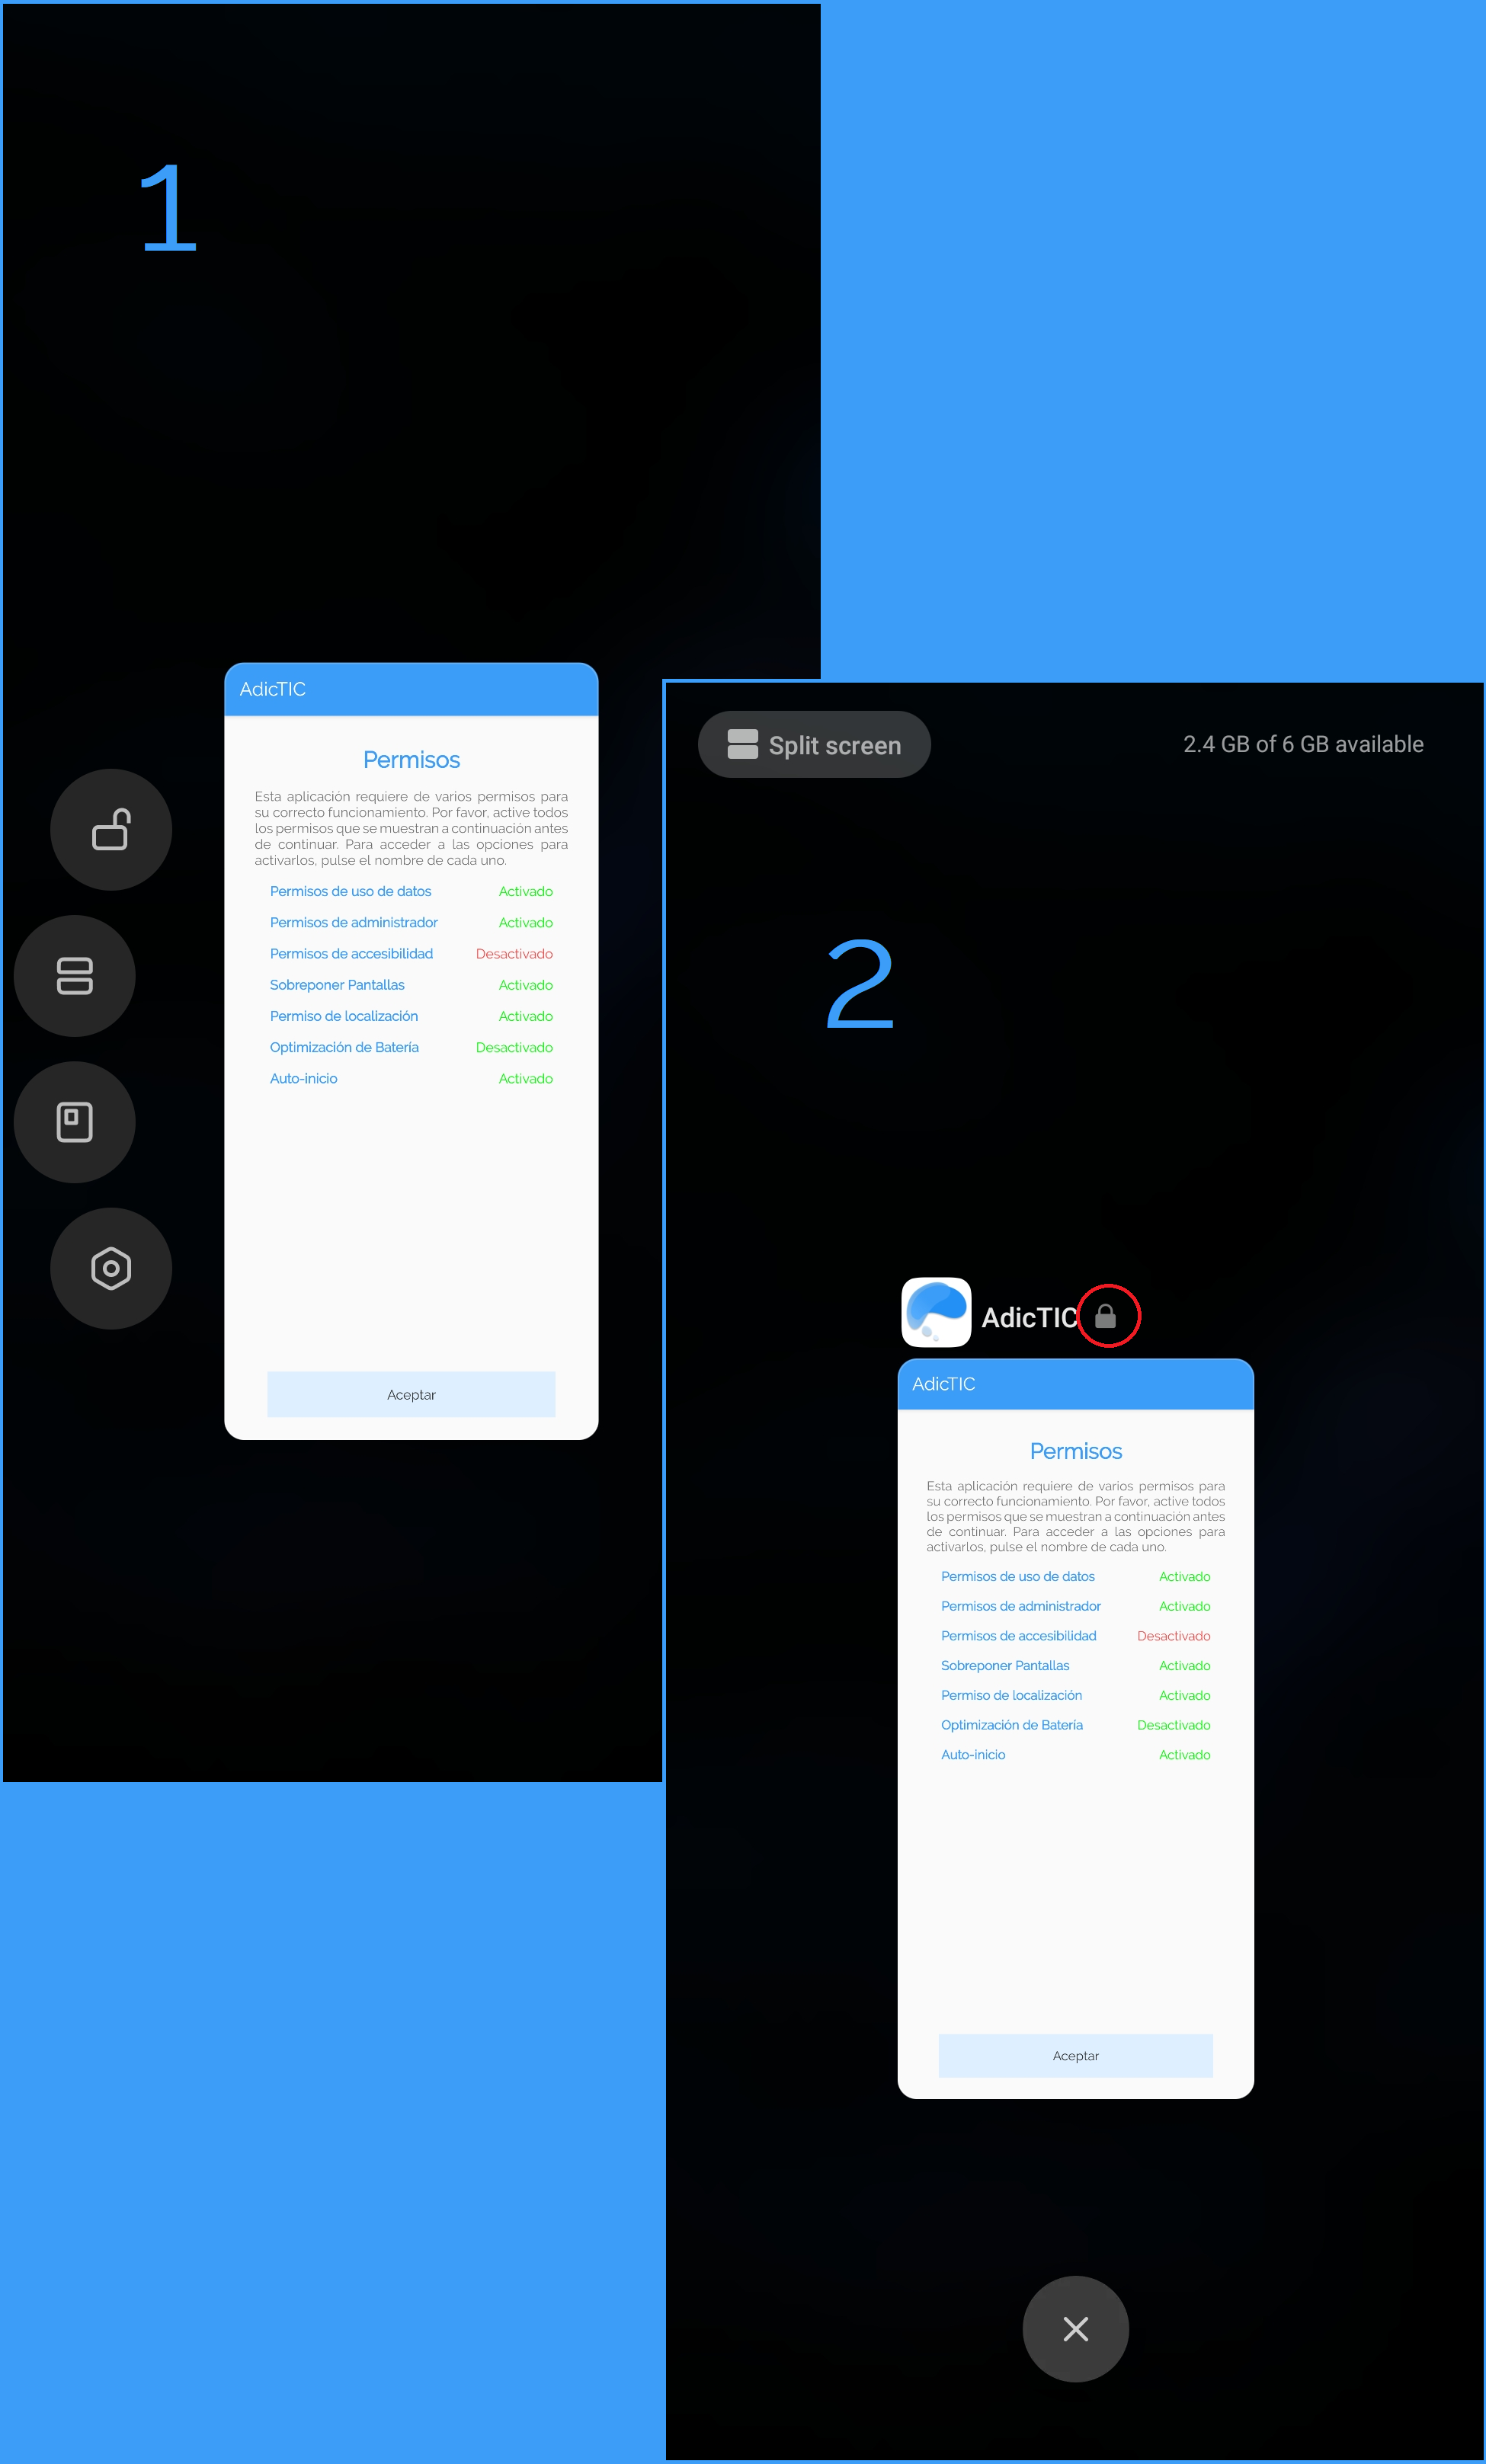 1
AdicTIC
Permisos
Esta aplicación requiere de varios permisos para
su correcto funcionamiento. Por favor, active todos
los permisos que se muestran a continuación antes
de continuar. Para acceder a las opciones para
activarlos, pulse el nombre de cada uno.
Permisos de uso de datos Activado
Permisos de administrador Activado
Permisos de accesibilidad Desactivado
Sobreponer Pantallas Activado
Permiso de localización Activado
Optimización de Batería Desactivado
Auto-inicio Activado
Aceptar
Split screen 2.4 GB of 6 GB available
2
AdicTIC
AdicTIC
Permisos
Esta aplicación requiere de varios permisos para
su correcto funcionamiento. Por favor, active todos
los permisos que se muestran a continuación antes
de continuar. Para acceder a las opciones para
activarlos, pulse el nombre de cada uno.
Permisos de uso de datos Activado
Permisos de administrador Activado
Permisos de accesibilidad Desactivado
Sobreponer Pantallas Activado
Permiso de localización Activado
Optimización de Batería Desactivado
Auto-inicio Activado
Aceptar